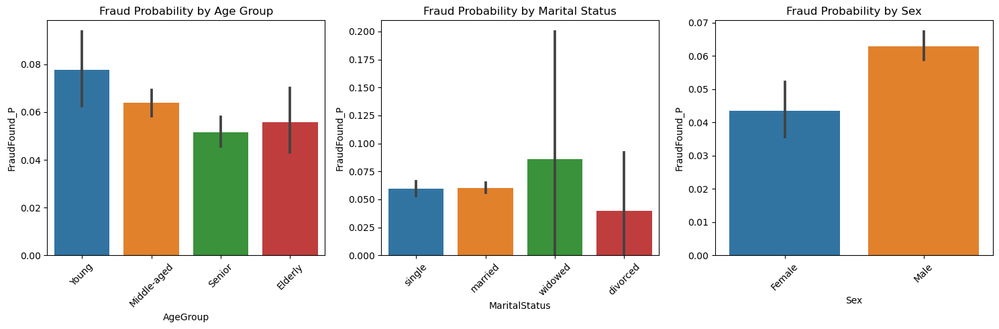 Fraud Probability by Age Group
FraudFound_P
0.08
0.06
0.04
0.02
0.00
Young
Middle-aged
Senior
Elderly
AgeGroup
Fraud Probability by Marital Status
FraudFound_P
0.200
0.175
0.150
0.125
0.100
0.075
0.050
0.025
0.000
single
married
widowed
divorced
MaritalStatus
Fraud Probability by Sex
FraudFound_P
0.07
0.06
0.05
0.04
0.03
0.02
0.01
0.00
Female
Male
Sex